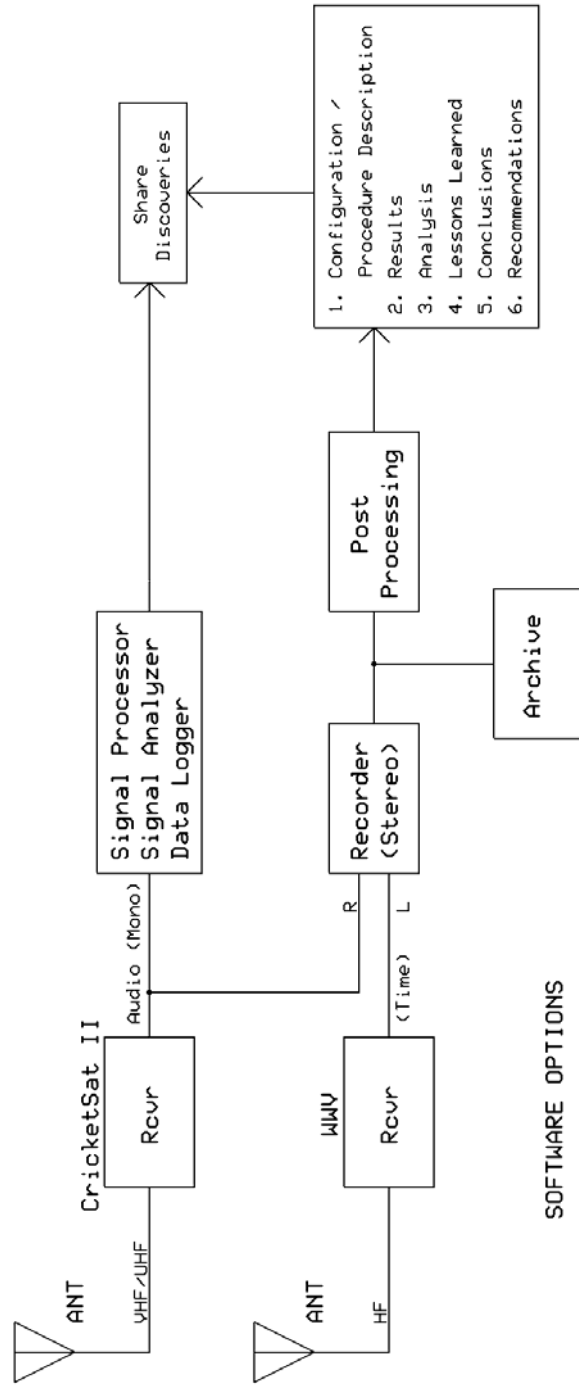 ANT
VHF/UHF
CricketSat II
Rcvr
Audio (Mono)
Signal Processor
Signal Analyzer
Data Logger
Share
Discoveries
ANT
HF
WWV
Rcvr
(Time)
R
L
Recorder
(Stereo)
Archive
Post
Processing
1. Configuration /
Procedure Description
2. Results
3. Analysis
4. Lessons Learned
5. Conclusions
6. Recommendations
SOFTWARE OPTIONS